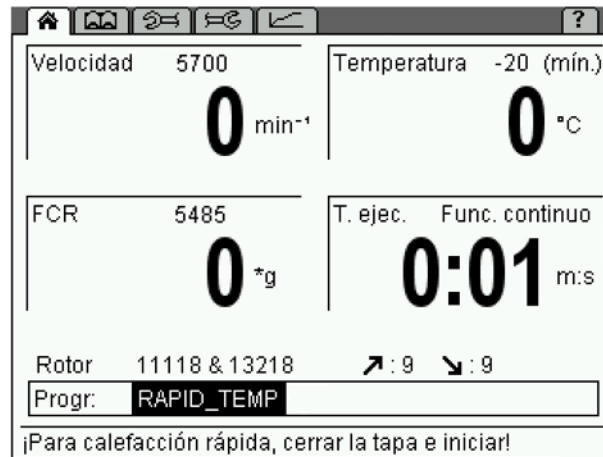 ?
Velocidad 5700
0 min⁻¹
Temperatura -20 (mín.)
0 °C
FCR 5485
0 *g
T. ejec. Func. continuo
0:01 m:s
Rotor 11118 & 13218 ↗ : 9 ↘ : 9
Progr: RAPID_TEMP
¡Para calefacción rápida, cerrar la tapa e iniciar!